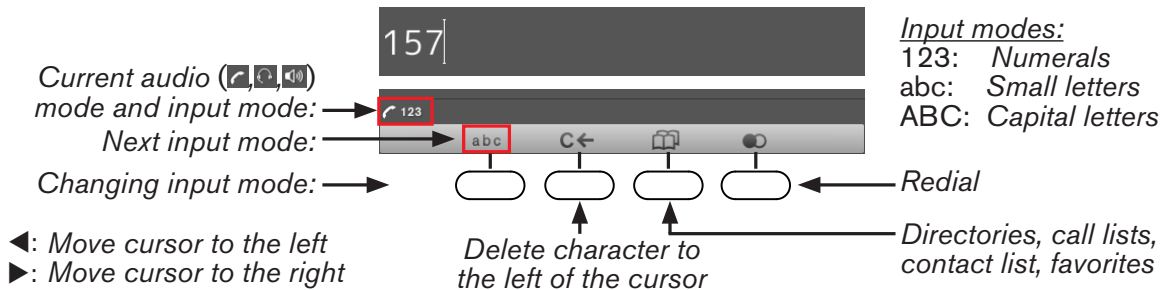 157
Input modes:
123: Numerals
abc: Small letters
ABC: Capital letters
Current audio ( , , )
mode and input mode:
123
Next input mode:
abc
C←
Changing input mode:
Redial
◀: Move cursor to the left
▶: Move cursor to the right
Delete character to
the left of the cursor
Directories, call lists,
contact list, favorites